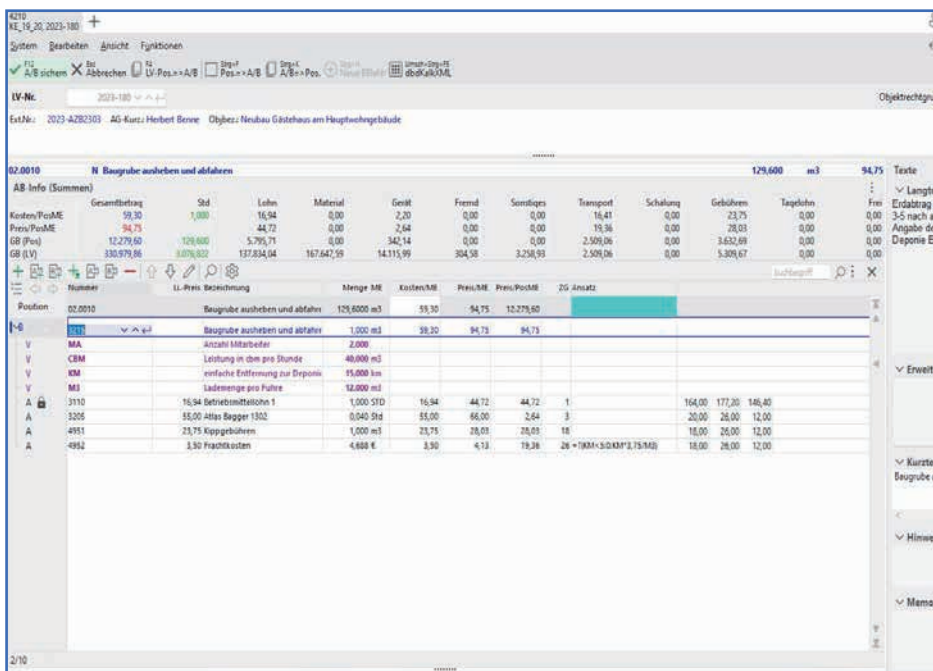 4210
KE_19_20, 2023-180
System Bearbeiten Ansicht Funktionen
F12 A/B sichern Esc Abbrechen F4 LV-Pos.=>A/B Strg+F Pos.=>A/B A/B=>Pos. Umsch+Strg+F6 dbdKalkXML
LV-Nr. 2023-180 Objektrechtgru
Ext.Nr.: 2023-AZB2303 AG-Kurz: Herbert Benne Objbez.: Neubau Gästehaus am Hauptwohngebäude
02.0010 N Baugrube ausheben und abfahren 129,600 m3 94,75 Texte
AB-Info (Summen)
Gesamtbetrag Std Lohn Material Gerät Fremd Sonstiges Transport Schalung Gebühren Tagelohn Frei
Kosten/PosME 59,30 1,000 16,94 0,00 2,20 0,00 0,00 16,41 0,00 23,75 0,00 0,00
Preis/PosME 94,75 44,72 0,00 2,64 0,00 0,00 19,36 0,00 28,03 0,00 0,00
GB (Pos) 12.279,60 129,600 5.795,71 0,00 342,14 0,00 0,00 2.509,06 0,00 3.632,69 0,00 0,00
GB (LV) 330.979,86 137.834,04 167.647,59 14.115,99 304,58 3.258,93 2.509,06 0,00 5.309,67 0,00 0,00
Langte
Erdabtrag
3-5 nach a
Angabe de
Deponie E
Suchbegriff
Nummer LL-Preis Bezeichnung Menge ME Kosten/ME Preis/ME Preis/PosME ZG Ansatz
Position 02.0010 Baugrube ausheben und abfahre 129,6000 m3 59,30 94,75 12.279,60
B Baugrube ausheben und abfahre 1,000 m3 59,30 94,75 94,75
V MA Anzahl Mitarbeiter 2,000
V CBM Leistung in cbm pro Stunde 40,000 m3
V KM einfache Entfernung zur Deponie 15,000 km
V M3 Lademenge pro Fuhre 12,000 m3
A 3110 16,94 Betriebsmittellohn 1 1,000 STD 16,94 44,72 44,72 1 164,00 177,20 146,40
A 3205 55,00 Atlas Bagger 1302 0,040 Std 55,00 66,00 2,64 3 20,00 26,00 12,00
A 4951 23,75 Kippgebühren 1,000 m3 23,75 28,03 28,03 18 18,00 26,00 12,00
A 4952 3,50 Frachtkosten 4,688 € 3,50 4,13 19,36 26 18,00 26,00 12,00
Erweit
Kurzte
Baugrube a
Hinwe
Memo
2/10